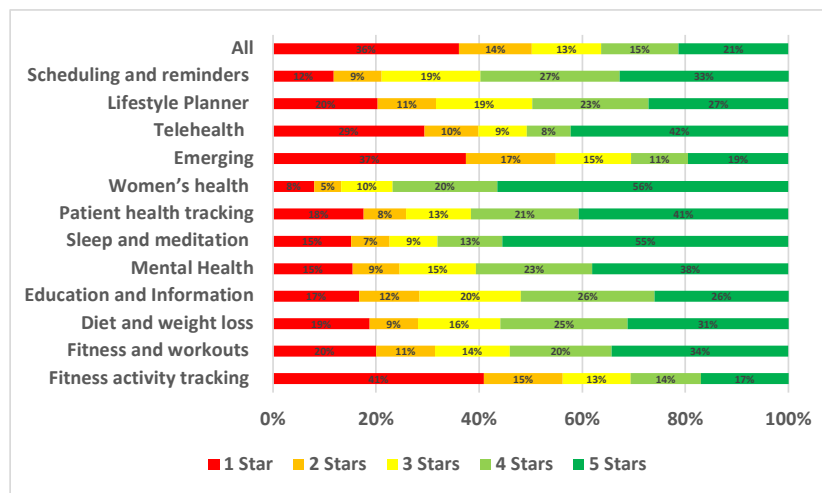 All 36% 14% 13% 15% 21%
Scheduling and reminders 12% 9% 19% 27% 33%
Lifestyle Planner 20% 11% 19% 23% 27%
Telehealth 29% 10% 9% 8% 42%
Emerging 37% 17% 15% 11% 19%
Women's health 8% 5% 10% 20% 56%
Patient health tracking 18% 8% 13% 21% 41%
Sleep and meditation 15% 7% 9% 13% 55%
Mental Health 15% 9% 15% 23% 38%
Education and Information 17% 12% 20% 26% 26%
Diet and weight loss 19% 9% 16% 25% 31%
Fitness and workouts 20% 11% 14% 20% 34%
Fitness activity tracking 41% 15% 13% 14% 17%
0% 20% 40% 60% 80% 100%
1 Star 2 Stars 3 Stars 4 Stars 5 Stars